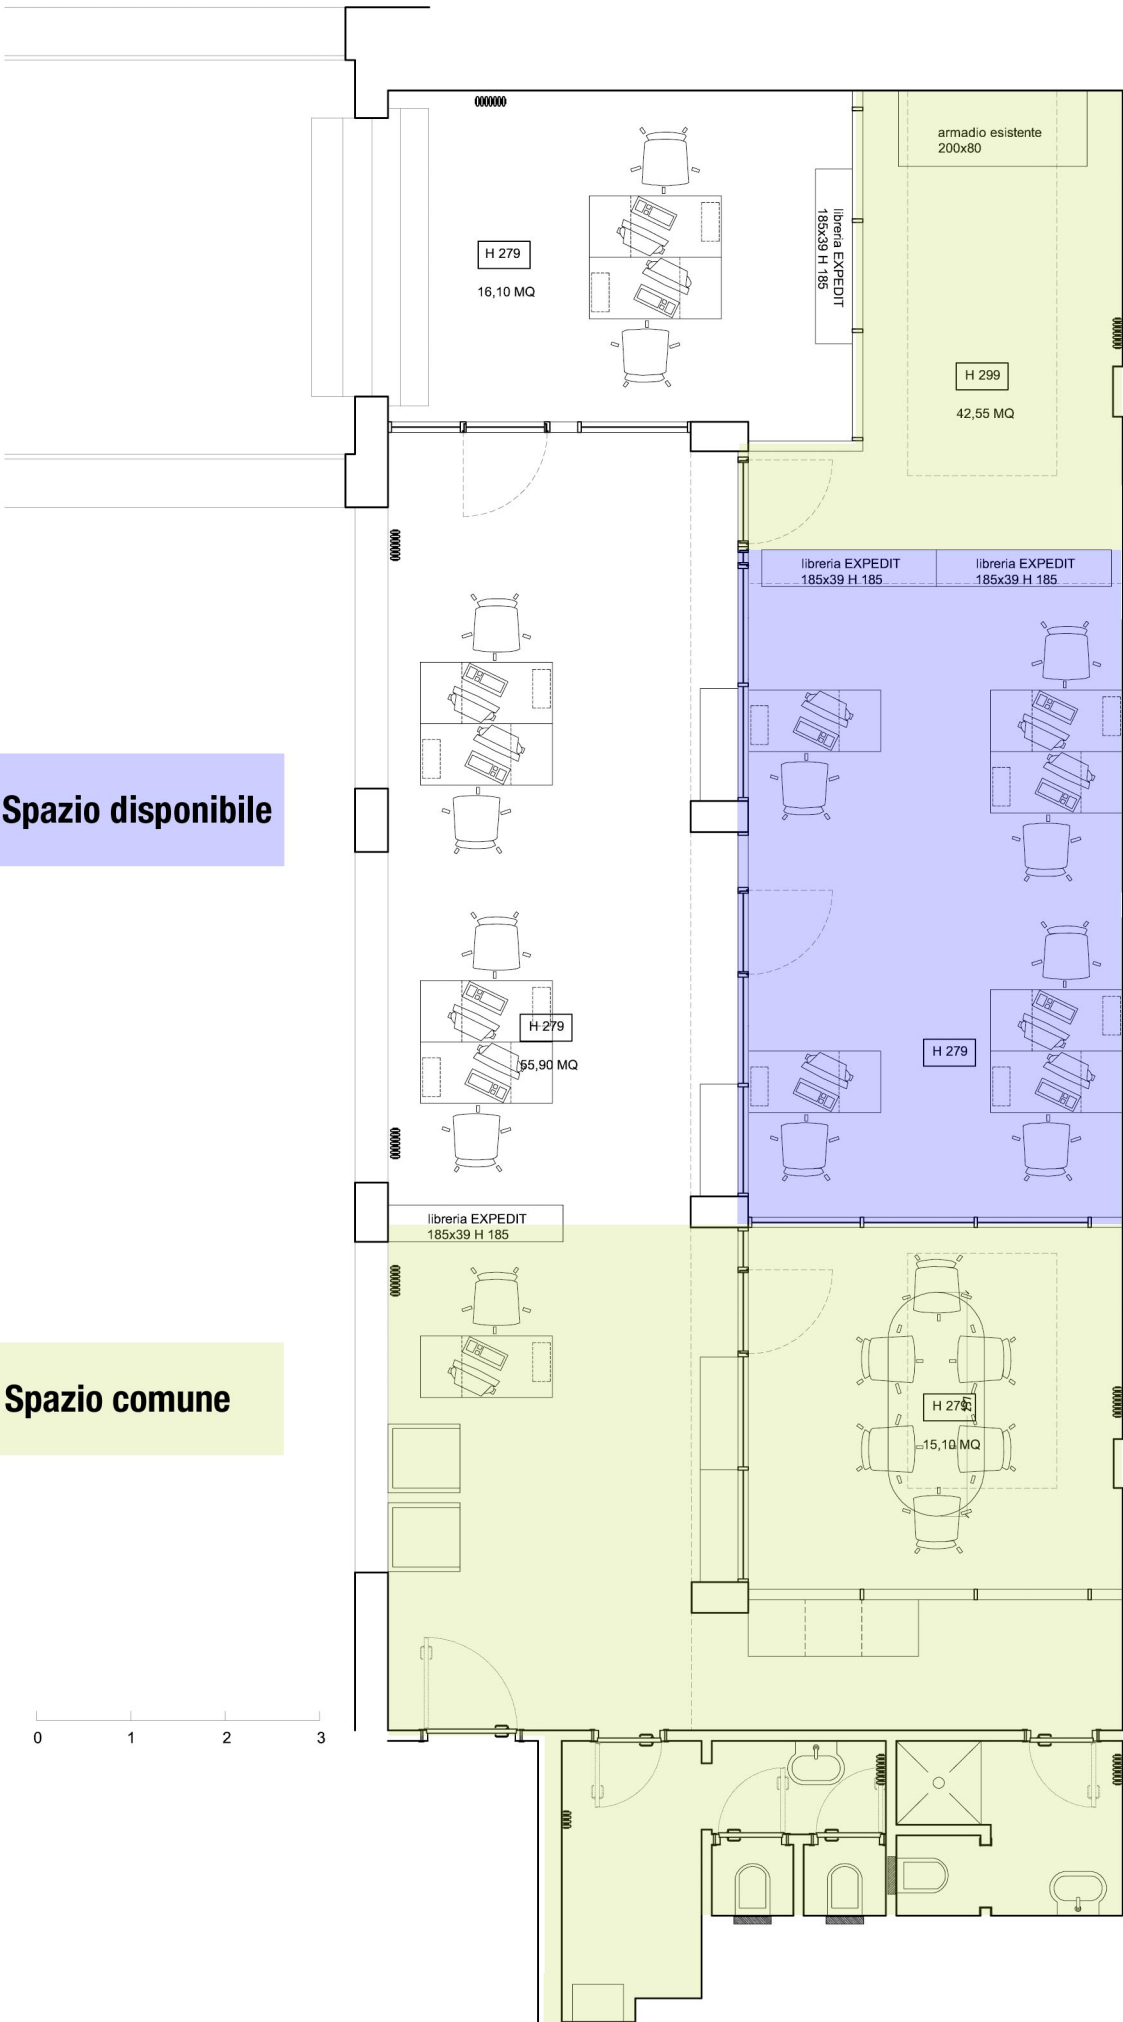 armadio esistente
200x80
libreria EXPEDIT
185x39 H 185
H 279
16,10 MQ
H 299
42,55 MQ
libreria EXPEDIT
185x39 H 185
libreria EXPEDIT
185x39 H 185
Spazio disponibile
H 279
55,90 MQ
H 279
libreria EXPEDIT
185x39 H 185
Spazio comune
H 279
15,10 MQ
0 1 2 3